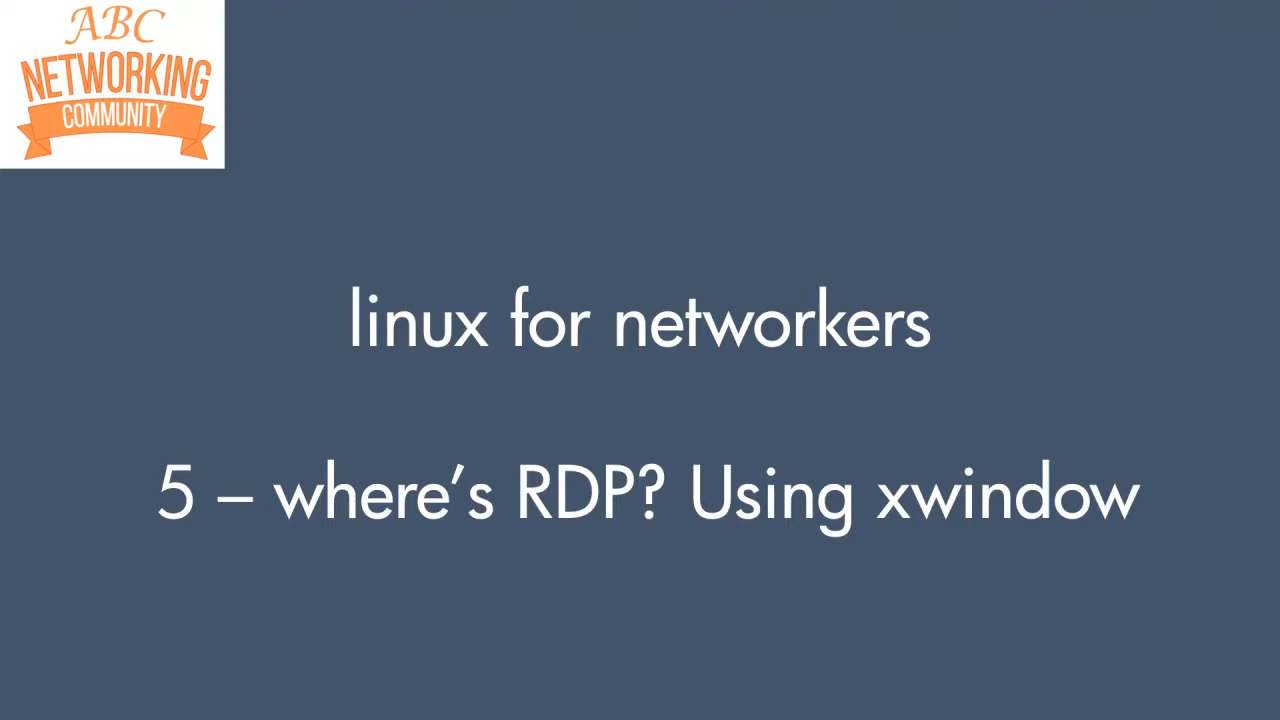 ABC
NETWORKING
COMMUNITY
linux for networkers
5 – where’s RDP? Using xwindow